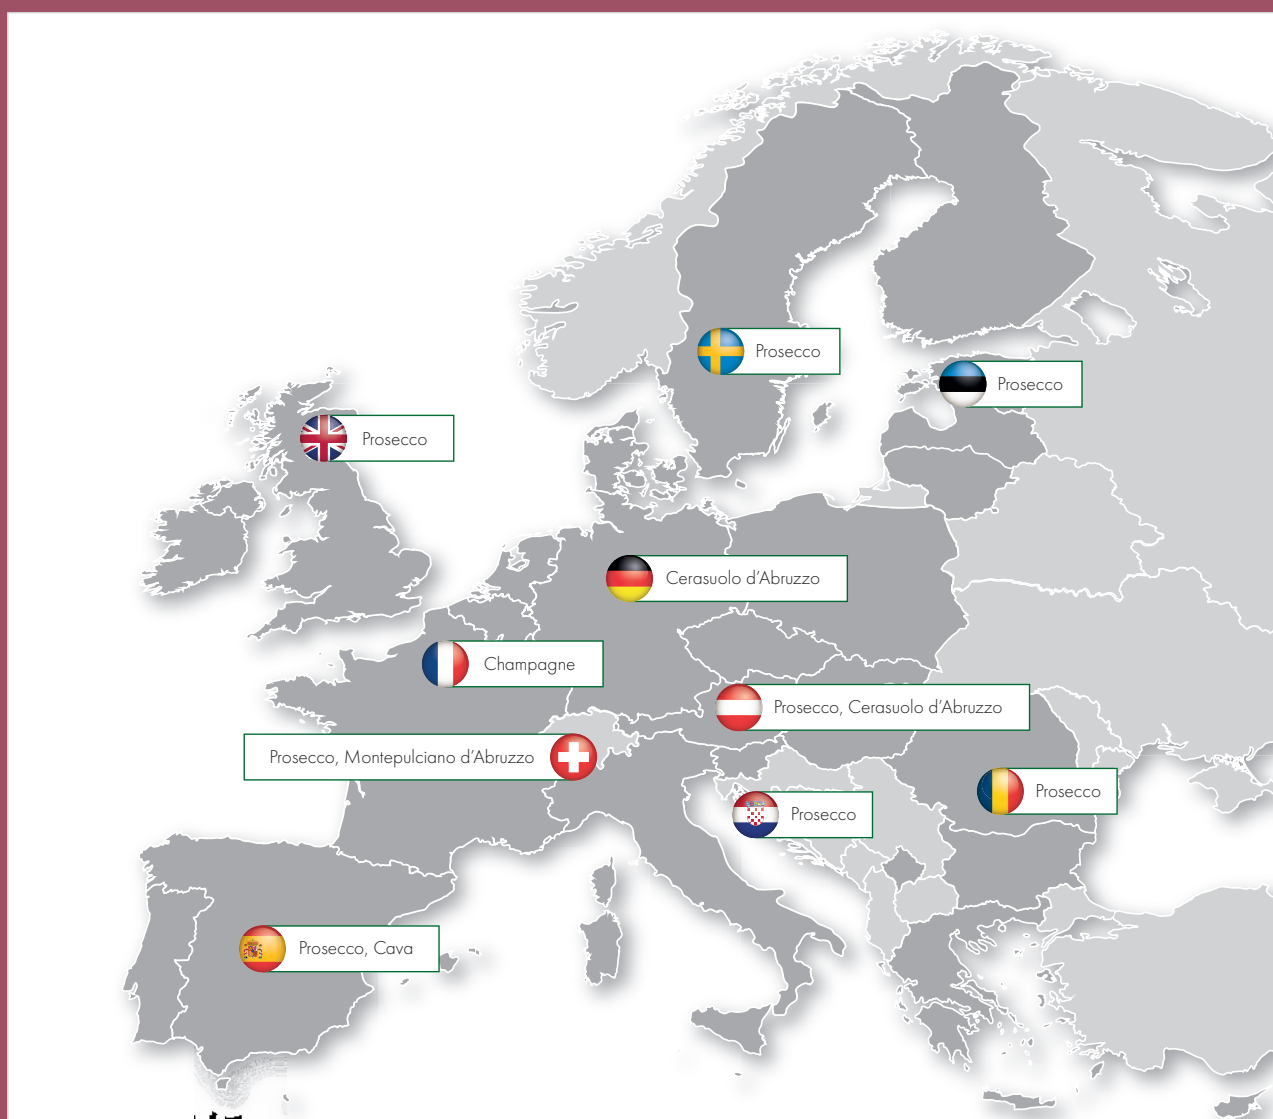 Prosecco
Prosecco
Prosecco
Cerasuolo d'Abruzzo
Champagne
Prosecco, Cerasuolo d'Abruzzo
Prosecco, Montepulciano d'Abruzzo
Prosecco
Prosecco
Prosecco, Cava